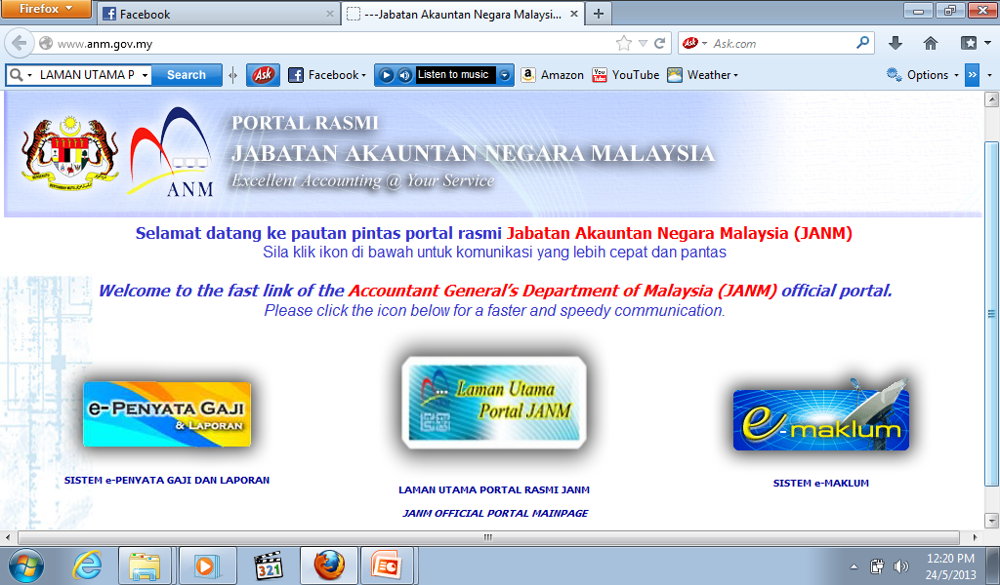 Firefox
Facebook
---Jabatan Akauntan Negara Malaysi...
www.anm.gov.my
Ask
Ask.com
LAMAN UTAMA P
Search
Ask
Facebook
Listen to music
Amazon
YouTube
Weather
Options
»
ANM
PORTAL RASMI
JABATAN AKAUNTAN NEGARA MALAYSIA
Excellent Accounting @ Your Service
Selamat datang ke pautan pintas portal rasmi Jabatan Akauntan Negara Malaysia (JANM)
Sila klik ikon di bawah untuk komunikasi yang lebih cepat dan pantas
Welcome to the fast link of the Accountant General's Department of Malaysia (JANM) official portal.
Please click the icon below for a faster and speedy communication.
e-PENYATA GAJI
& LAPORAN
Laman Utama
Portal JANM
e-maklum
SISTEM e-PENYATA GAJI DAN LAPORAN
LAMAN UTAMA PORTAL RASMI JANM
JANM OFFICIAL PORTAL MAINPAGE
SISTEM e-MAKLUM
321
12:20 PM
24/5/2013